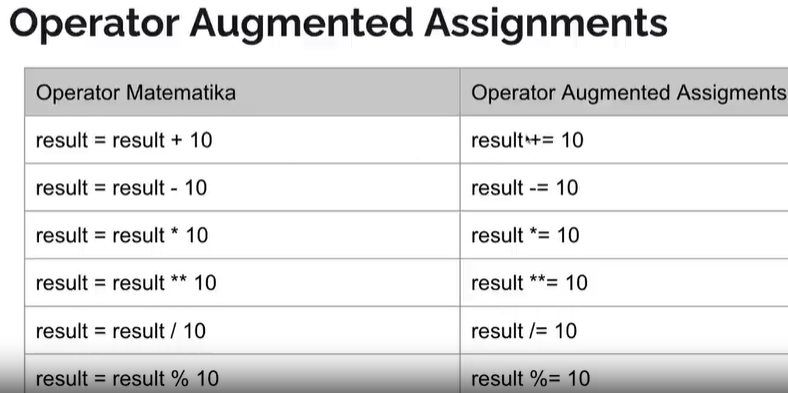 Operator Augmented Assignments
Operator Matematika Operator Augmented Assigments
result = result + 10 result += 10
result = result - 10 result -= 10
result = result * 10 result *= 10
result = result ** 10 result **= 10
result = result / 10 result /= 10
result = result % 10 result %= 10